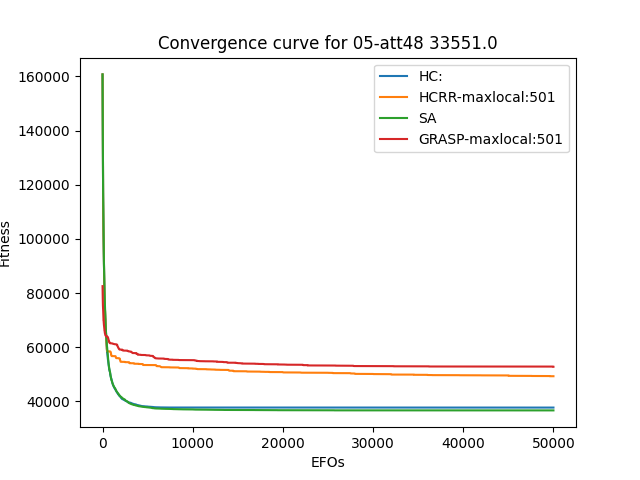 Convergence curve for 05-att48 33551.0
HC:
HCRR-maxlocal:501
SA
GRASP-maxlocal:501
160000
140000
120000
100000
80000
60000
40000
Fitness
0
10000
20000
30000
40000
50000
EFOs